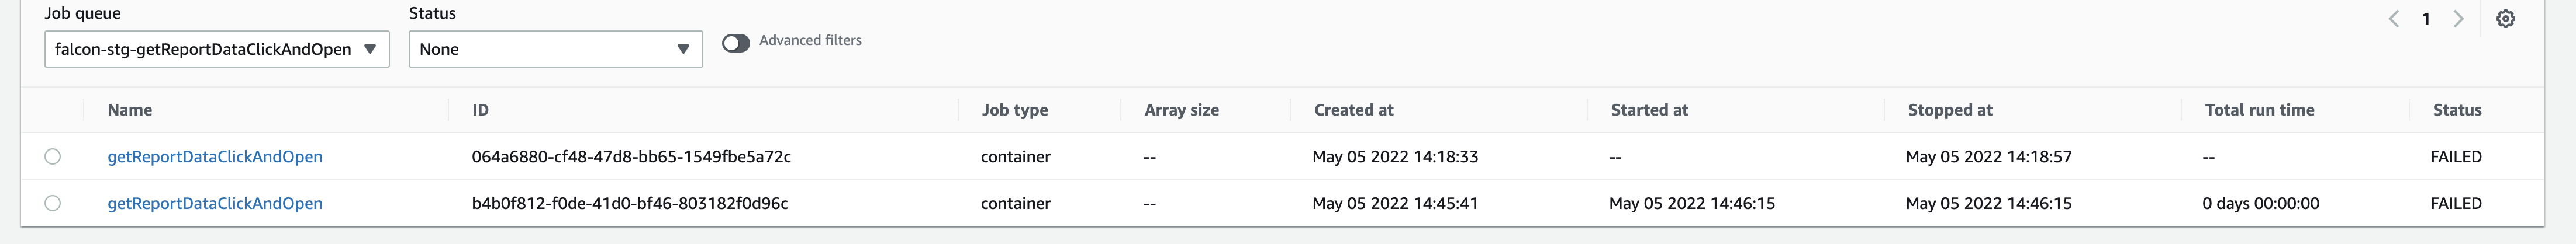 Job queue Status
falcon-stg-getReportDataClickAndOpen None Advanced filters 1
Name ID Job type Array size Created at Started at Stopped at Total run time Status
getReportDataClickAndOpen 064a6880-cf48-47d8-bb65-1549fbe5a72c container -- May 05 2022 14:18:33 -- May 05 2022 14:18:57 -- FAILED
getReportDataClickAndOpen b4b0f812-f0de-41d0-bf46-803182f0d96c container -- May 05 2022 14:45:41 May 05 2022 14:46:15 May 05 2022 14:46:15 0 days 00:00:00 FAILED